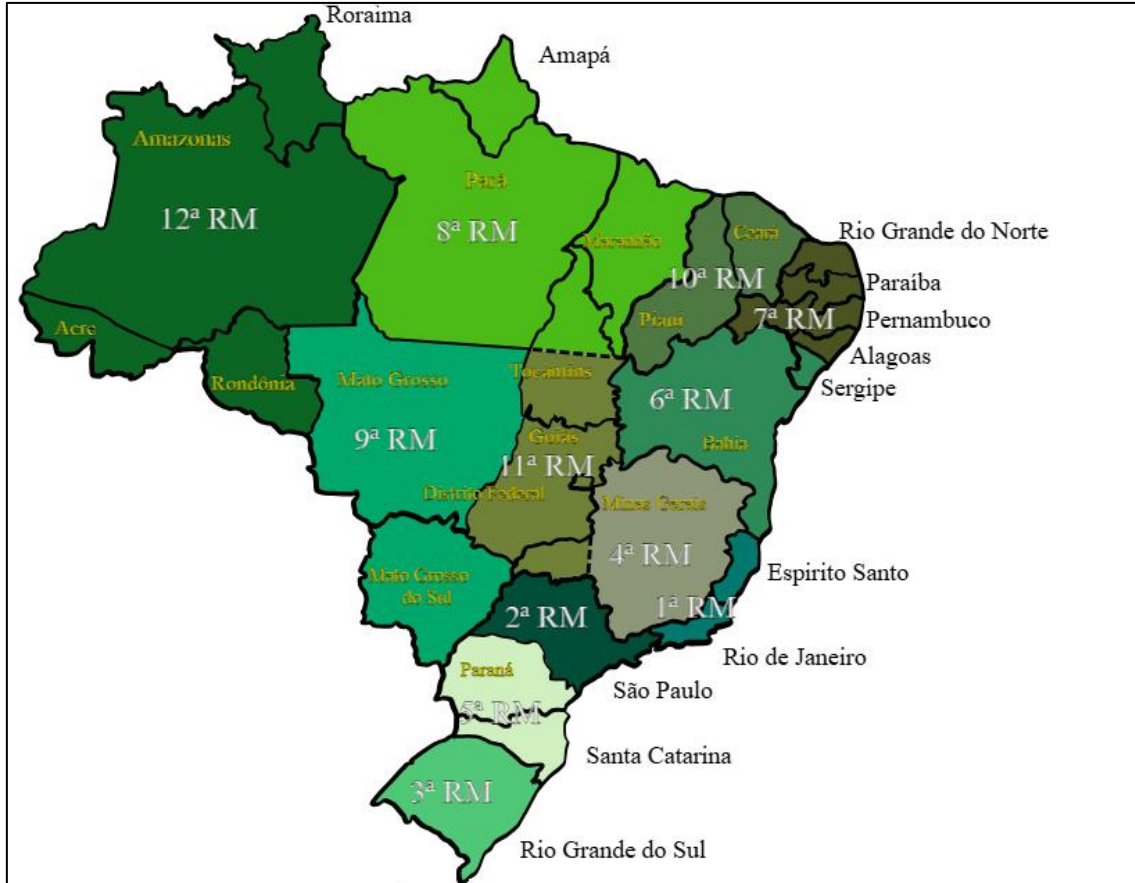 Roraima
Amapá
Amazonas
Pará
12ª RM
8ª RM
Maranhão
Ceará
Rio Grande do Norte
10ª RM
Paraíba
Piauí
7ª RM
Pernambuco
Acre
Alagoas
Rondônia
Mato Grosso
Tocantins
Sergipe
6ª RM
9ª RM
Goiás
Bahia
11ª RM
Distrito Federal
Minas Gerais
4ª RM
Espirito Santo
Mato Grosso
do Sul
2ª RM
1ª RM
Rio de Janeiro
Paraná
São Paulo
5ª RM
Santa Catarina
3ª RM
Rio Grande do Sul